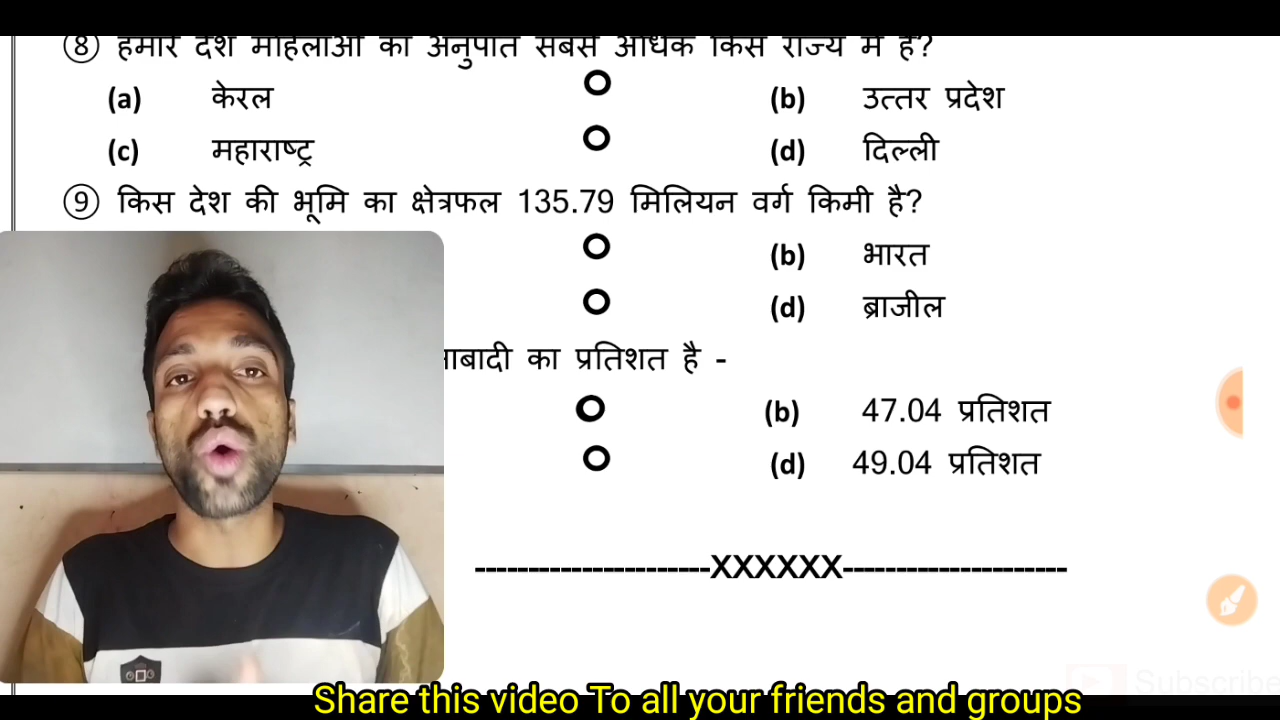 ⑧ हमारे देश महिलाओं का अनुपात सबसे अधिक किस राज्य में है?
(a) केरल (b) उत्तर प्रदेश
(c) महाराष्ट्र (d) दिल्ली
⑨ किस देश की भूमि का क्षेत्रफल 135.79 मिलियन वर्ग किमी है?
(b) भारत
(d) ब्राजील
का प्रतिशत है -
(b) 47.04 प्रतिशत
(d) 49.04 प्रतिशत
----------------------XXXXXX---------------------
Subscribe
Share this video To all your friends and groups